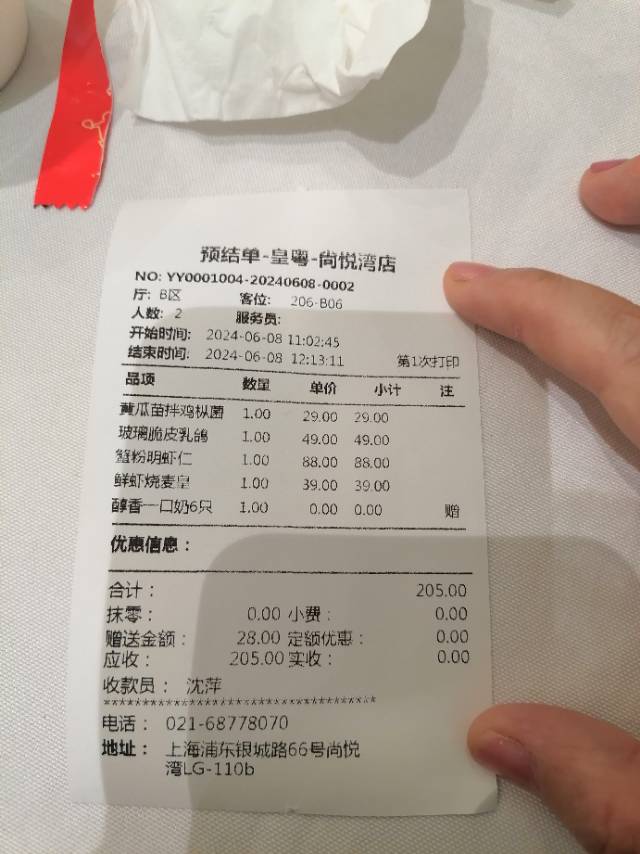 预结单-皇粤-尚悦湾店
NO: YY0001004-20240608-0002
厅: B区 客位: 206-B06
人数: 2 服务员:
开始时间: 2024-06-08 11:02:45
结束时间: 2024-06-08 12:13:11 第1次打印
品项 数量 单价 小计 注
黄瓜苗拌鸡枞菌 1.00 29.00 29.00
玻璃脆皮乳鸽 1.00 49.00 49.00
蟹粉明虾仁 1.00 88.00 88.00
鲜虾烧麦皇 1.00 39.00 39.00
醇香一口奶6只 1.00 0.00 0.00 赠
优惠信息：
合计： 205.00
抹零： 0.00 小费： 0.00
赠送金额： 28.00 定额优惠： 0.00
应收： 205.00 实收： 0.00
收款员： 沈萍
电话： 021-68778070
地址： 上海浦东银城路66号尚悦
湾LG-110b